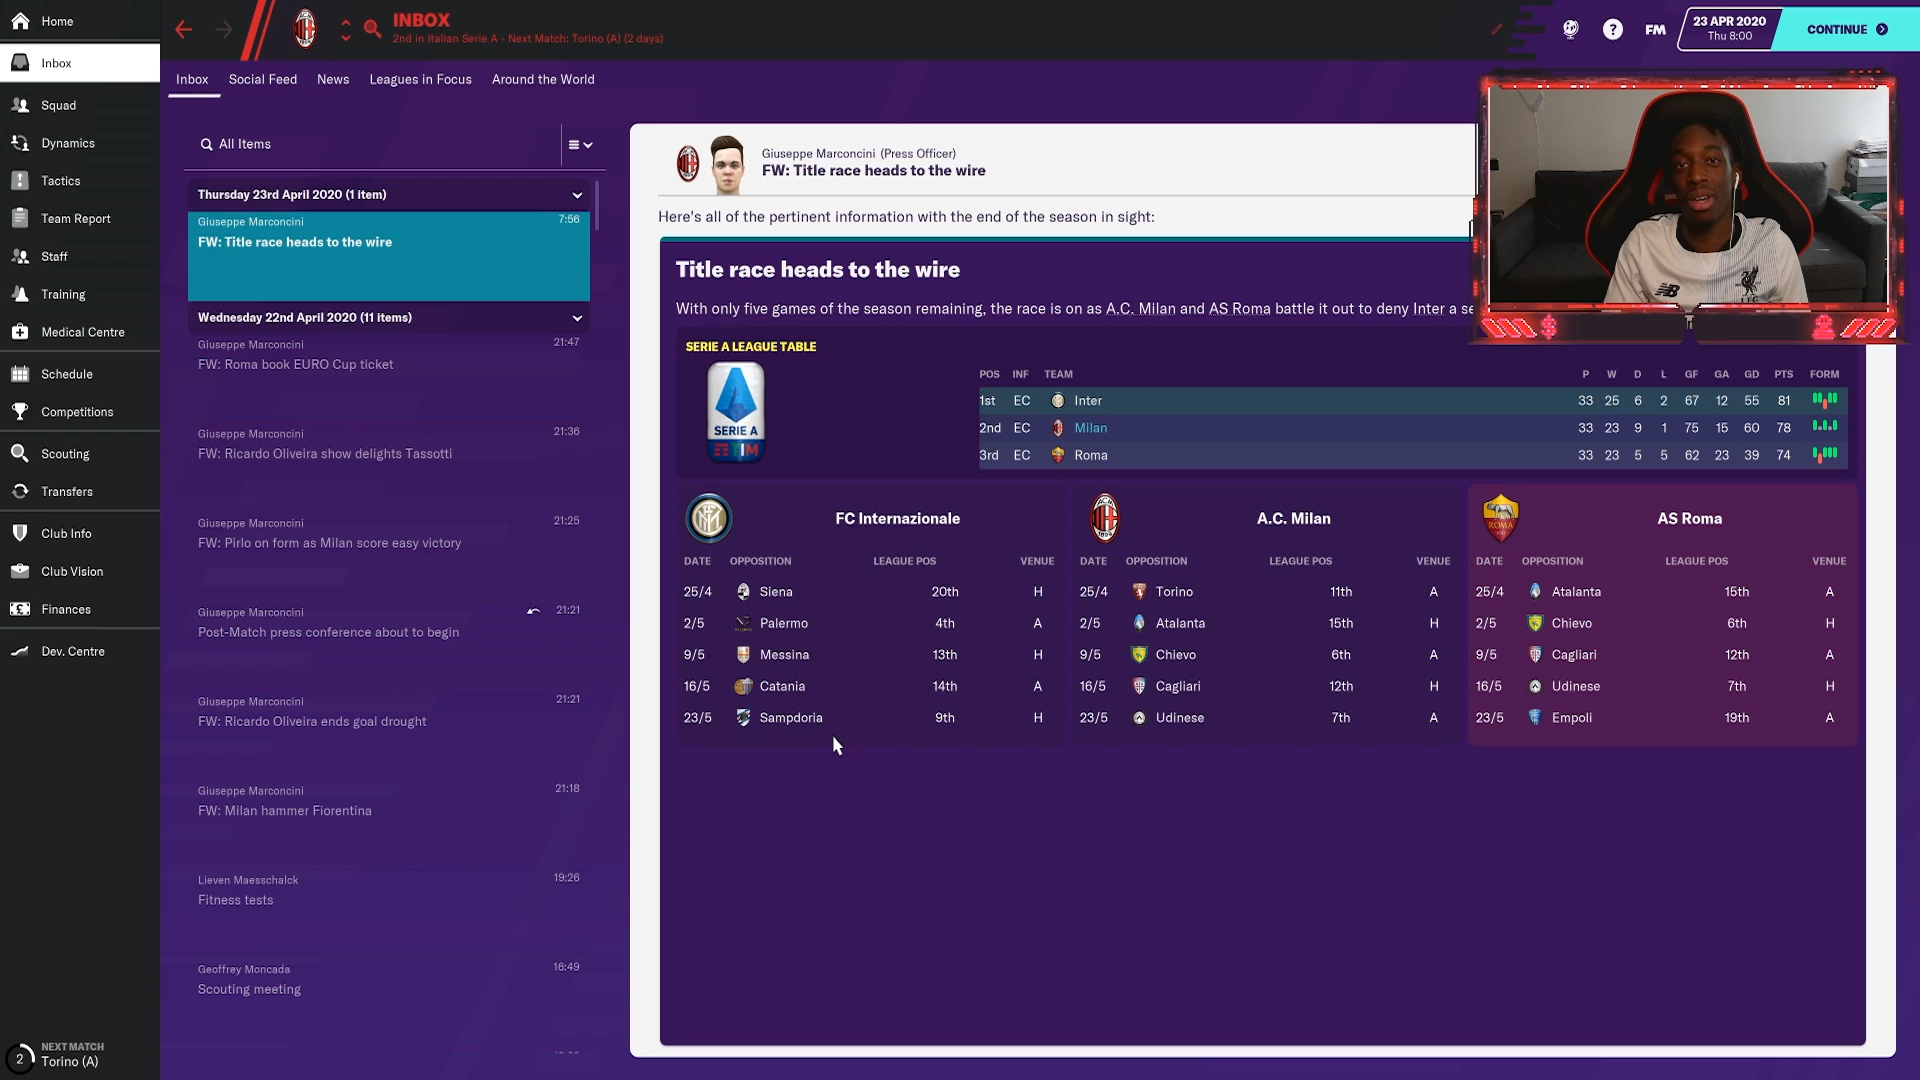 Home
Inbox
Squad
Dynamics
Tactics
Team Report
Staff
Training
Medical Centre
Schedule
Competitions
Scouting
Transfers
Club Info
Club Vision
Finances
Dev. Centre
2
NEXT MATCH
Torino (A)
INBOX
2nd in Italian Serie A - Next Match: Torino (A) (2 days)
?
FM
23 APR 2020
Thu 8:00
CONTINUE
Inbox Social Feed News Leagues in Focus Around the World
All Items
Thursday 23rd April 2020 (1 item)
Giuseppe Marconcini 7:56
FW: Title race heads to the wire
Wednesday 22nd April 2020 (11 items)
Giuseppe Marconcini 21:47
FW: Roma book EURO Cup ticket
Giuseppe Marconcini 21:36
FW: Ricardo Oliveira show delights Tassotti
Giuseppe Marconcini 21:25
FW: Pirlo on form as Milan score easy victory
Giuseppe Marconcini 21:21
Post-Match press conference about to begin
Giuseppe Marconcini 21:21
FW: Ricardo Oliveira ends goal drought
Giuseppe Marconcini 21:18
FW: Milan hammer Fiorentina
Lieven Maesschalck 19:26
Fitness tests
Geoffrey Moncada 16:49
Scouting meeting
Giuseppe Marconcini (Press Officer)
FW: Title race heads to the wire
Here's all of the pertinent information with the end of the season in sight:
Title race heads to the wire
With only five games of the season remaining, the race is on as A.C. Milan and AS Roma battle it out to deny Inter a se
SERIE A LEAGUE TABLE
SERIE A
TIM
POS INF TEAM P W D L GF GA GD PTS FORM
1st EC Inter 33 25 6 2 67 12 55 81
2nd EC Milan 33 23 9 1 75 15 60 78
3rd EC Roma 33 23 5 5 62 23 39 74
FC Internazionale
DATE OPPOSITION LEAGUE POS VENUE
25/4 Siena 20th H
2/5 Palermo 4th A
9/5 Messina 13th H
16/5 Catania 14th A
23/5 Sampdoria 9th H
A.C. Milan
DATE OPPOSITION LEAGUE POS VENUE
25/4 Torino 11th A
2/5 Atalanta 15th H
9/5 Chievo 6th A
16/5 Cagliari 12th H
23/5 Udinese 7th A
ROMA
AS Roma
DATE OPPOSITION LEAGUE POS VENUE
25/4 Atalanta 15th A
2/5 Chievo 6th H
9/5 Cagliari 12th A
16/5 Udinese 7th H
23/5 Empoli 19th A